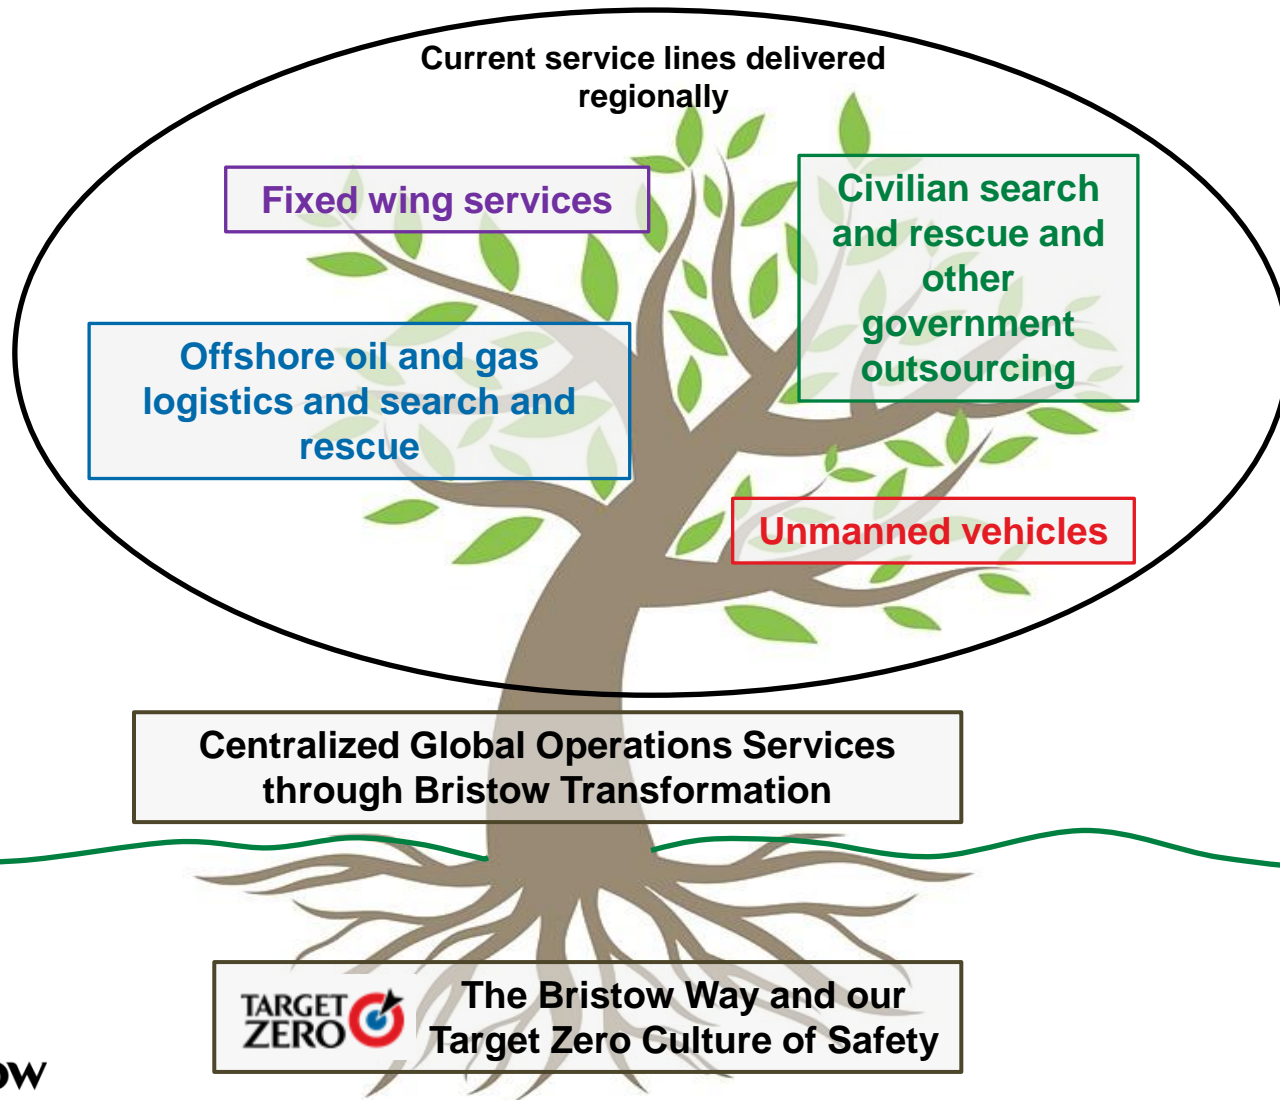 Current service lines delivered
regionally
Fixed wing services
Civilian search
and rescue and
other
government
outsourcing
Offshore oil and gas
logistics and search and
rescue
Unmanned vehicles
Centralized Global Operations Services
through Bristow Transformation
TARGET
ZERO
The Bristow Way and our
Target Zero Culture of Safety